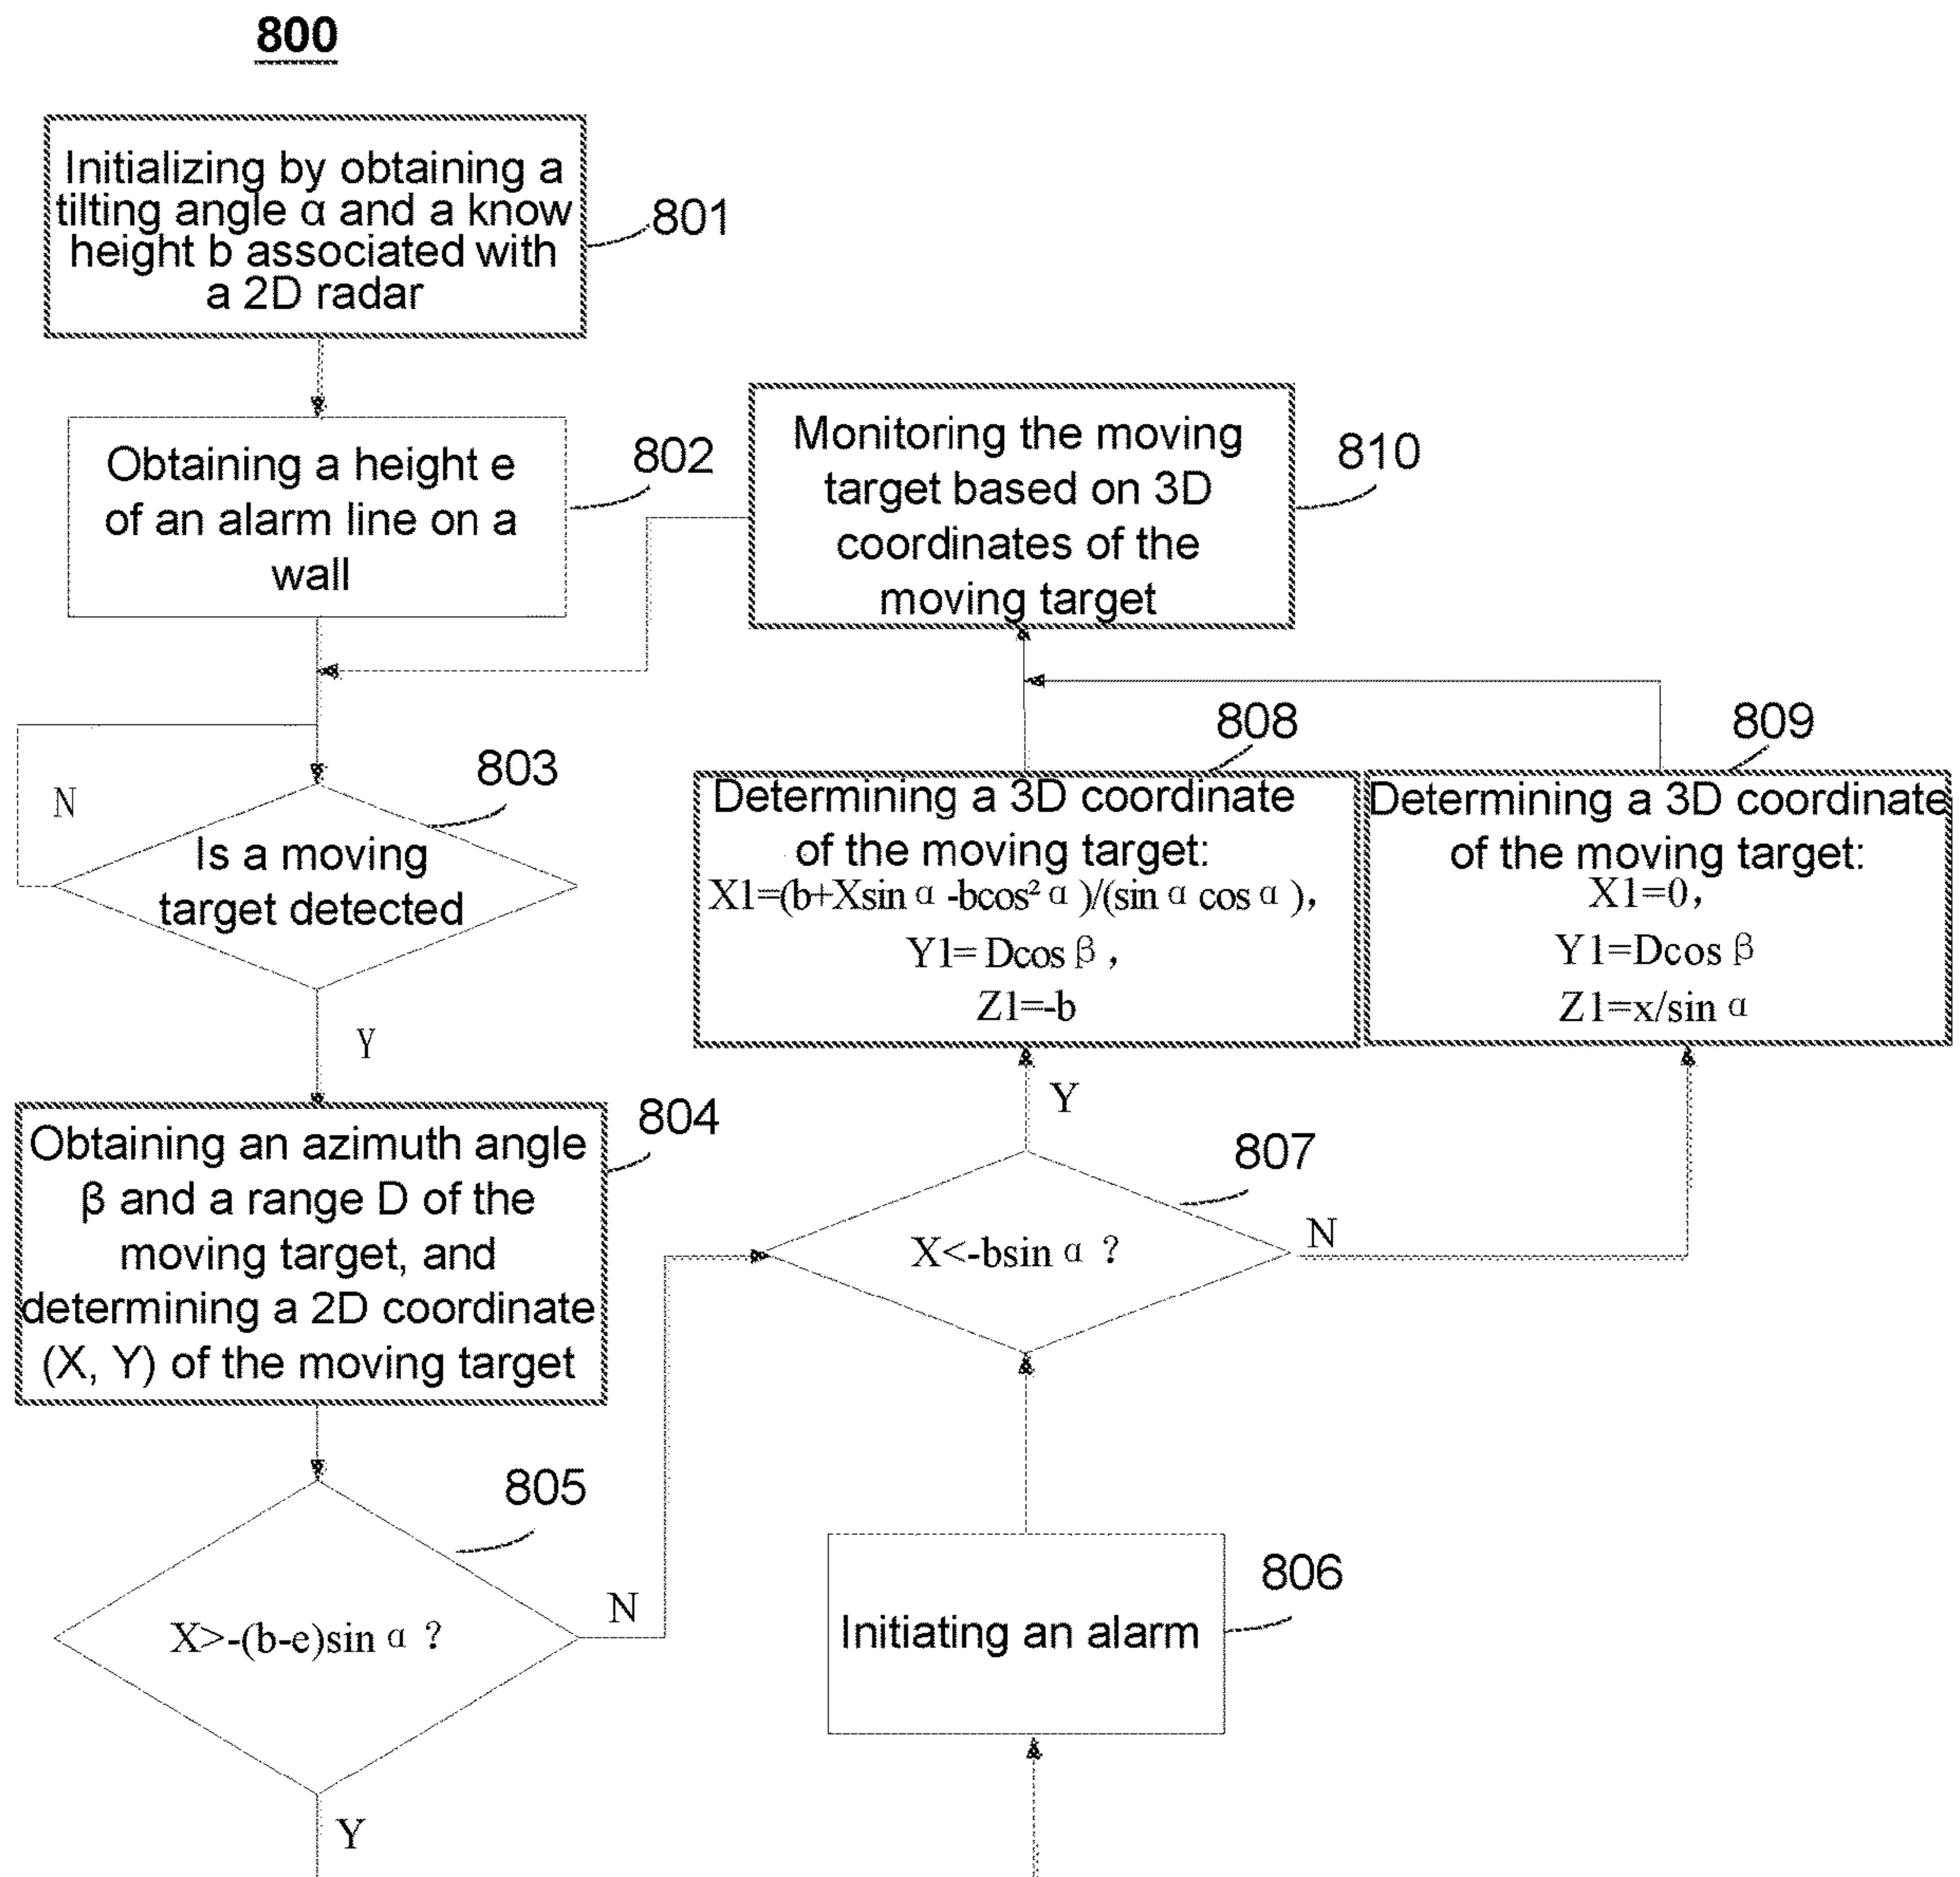 800
Initializing by obtaining a
tilting angle α and a know
height b associated with
a 2D radar
801
Obtaining a height e
of an alarm line on a
wall
802
Monitoring the moving
target based on 3D
coordinates of the
moving target
810
N
Is a moving
target detected
803
Y
Determining a 3D coordinate
of the moving target:
X1=(b+Xsin α -bcos² α )/(sin α cos α ),
Y1= Dcos β ,
Z1=-b
808
Determining a 3D coordinate
of the moving target:
X1=0,
Y1=Dcos β
Z1=x/sin α
809
Obtaining an azimuth angle
β and a range D of the
moving target, and
determining a 2D coordinate
(X, Y) of the moving target
804
Y
X<-bsin α ?
807
N
X>-(b-e)sin α ?
805
N
Y
Initiating an alarm
806